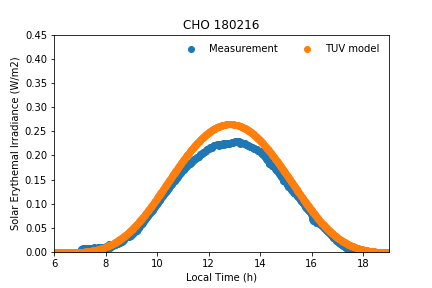 CHO 180216
Measurement
TUV model
Solar Erythemal Irradiance (W/m2)
0.45
0.40
0.35
0.30
0.25
0.20
0.15
0.10
0.05
0.00
6 8 10 12 14 16 18
Local Time (h)